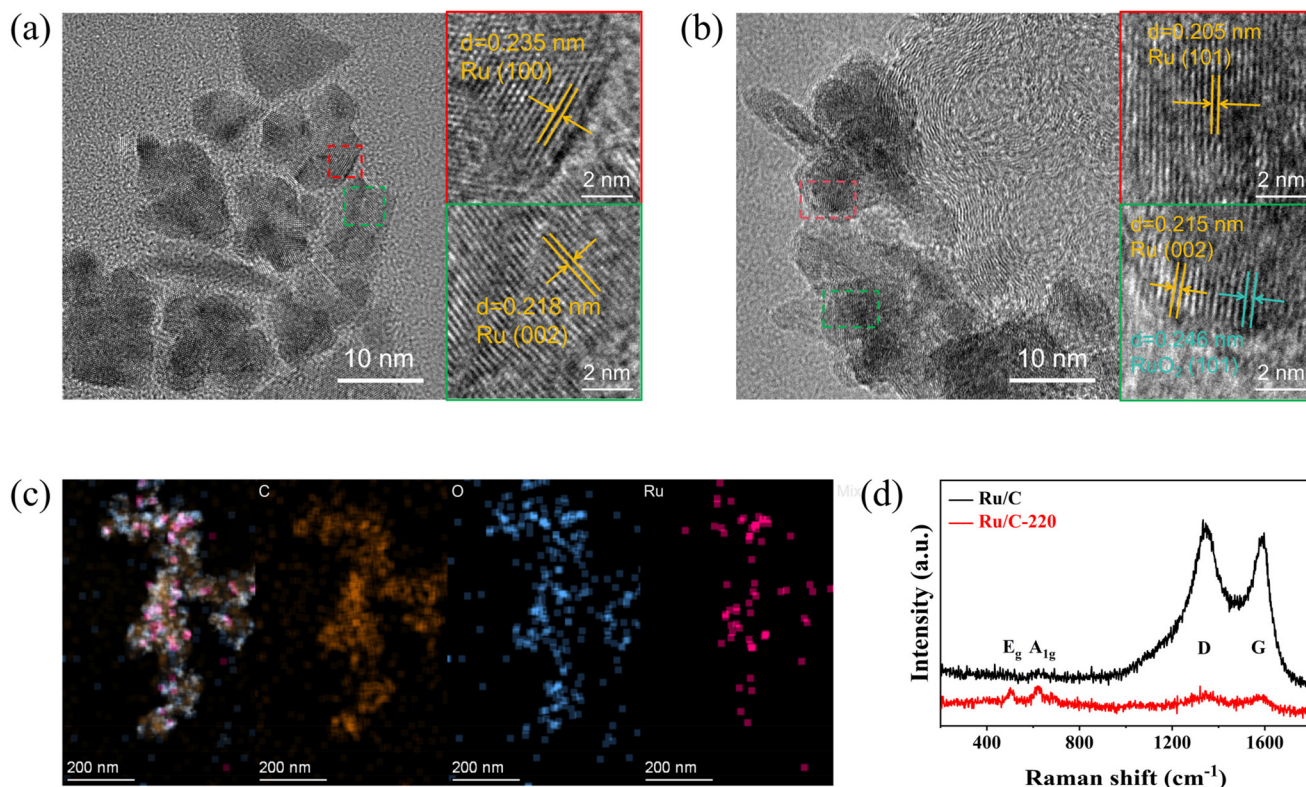 (a)
d=0.235 nm
Ru (100)
2 nm
d=0.218 nm
Ru (002)
2 nm
10 nm
(b)
d=0.205 nm
Ru (101)
2 nm
d=0.215 nm
Ru (002)
d=0.246 nm
RuO₂ (101)
2 nm
10 nm
(c)
C
O
Ru
Mix
200 nm
200 nm
200 nm
200 nm
(d)
Ru/C
Ru/C-220
Intensity (a.u.)
Eg A1g D G
400 800 1200 1600
Raman shift (cm⁻¹)